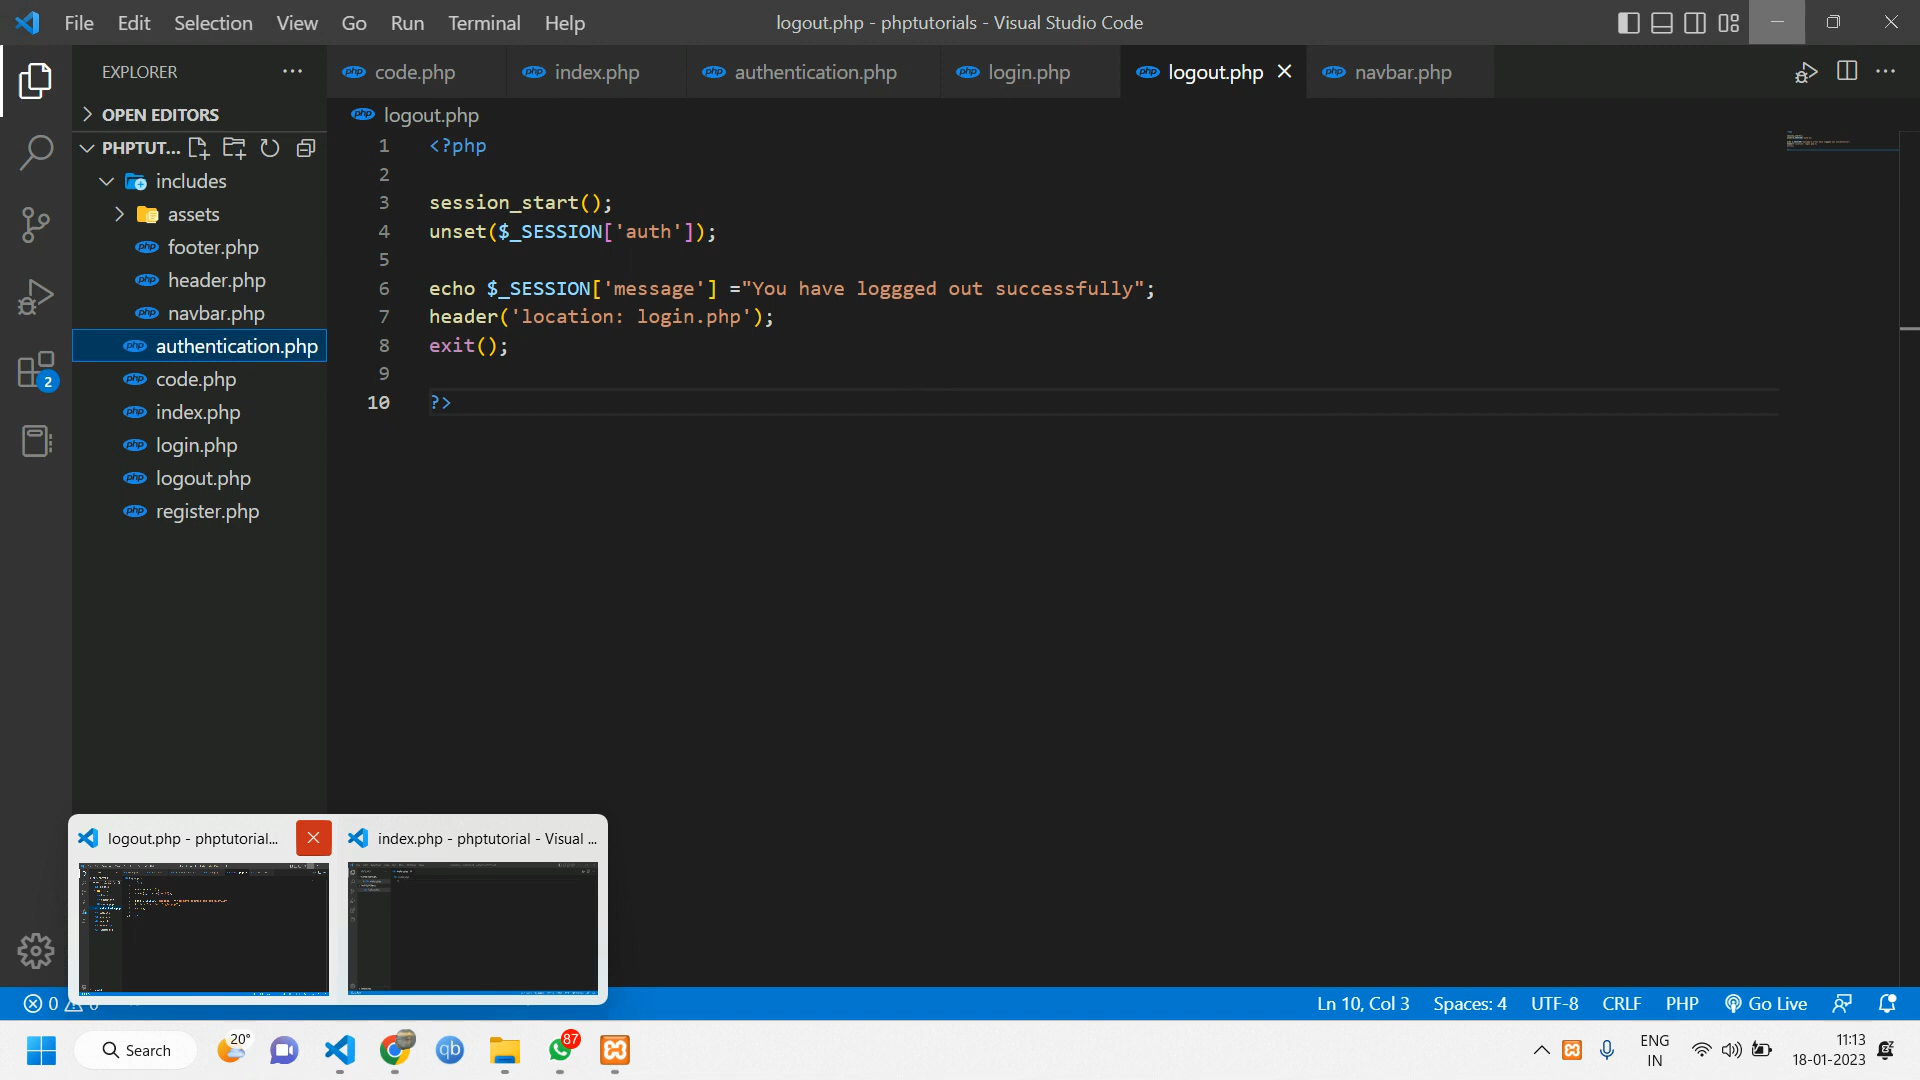 File Edit Selection View Go Run Terminal Help
logout.php - phptutorials - Visual Studio Code
EXPLORER
code.php
index.php
authentication.php
login.php
logout.php
navbar.php
OPEN EDITORS
logout.php
PHPTUT...
includes
assets
footer.php
header.php
navbar.php
authentication.php
code.php
index.php
login.php
logout.php
register.php
1 <?php
2
3 session_start();
4 unset($_SESSION['auth']);
5
6 echo $_SESSION['message'] ="You have loggged out successfully";
7 header('location: login.php');
8 exit();
9
10 ?>
2
logout.php - phptutorial...
index.php - phptutorial - Visual ...
0
Ln 10, Col 3 Spaces: 4 UTF-8 CRLF PHP Go Live
Search
20°
qb
87
ENG
IN
11:13
18-01-2023